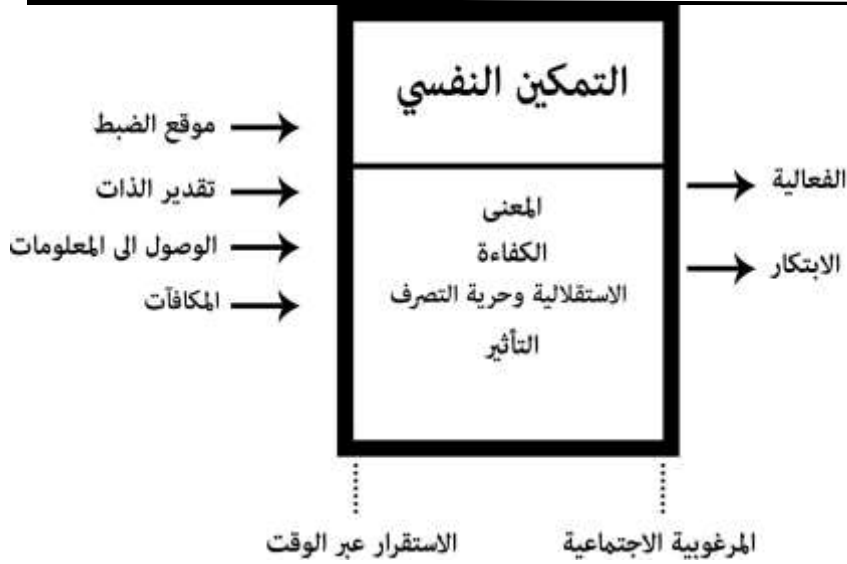 التمكين النفسي
موقع الضبط
تقدير الذات
الوصول الى المعلومات
المكافآت
المعنى
الكفاءة
الاستقلالية وحرية التصرف
التأثير
الفعالية
الابتكار
الاستقرار عبر الوقت
المرغوبية الاجتماعية